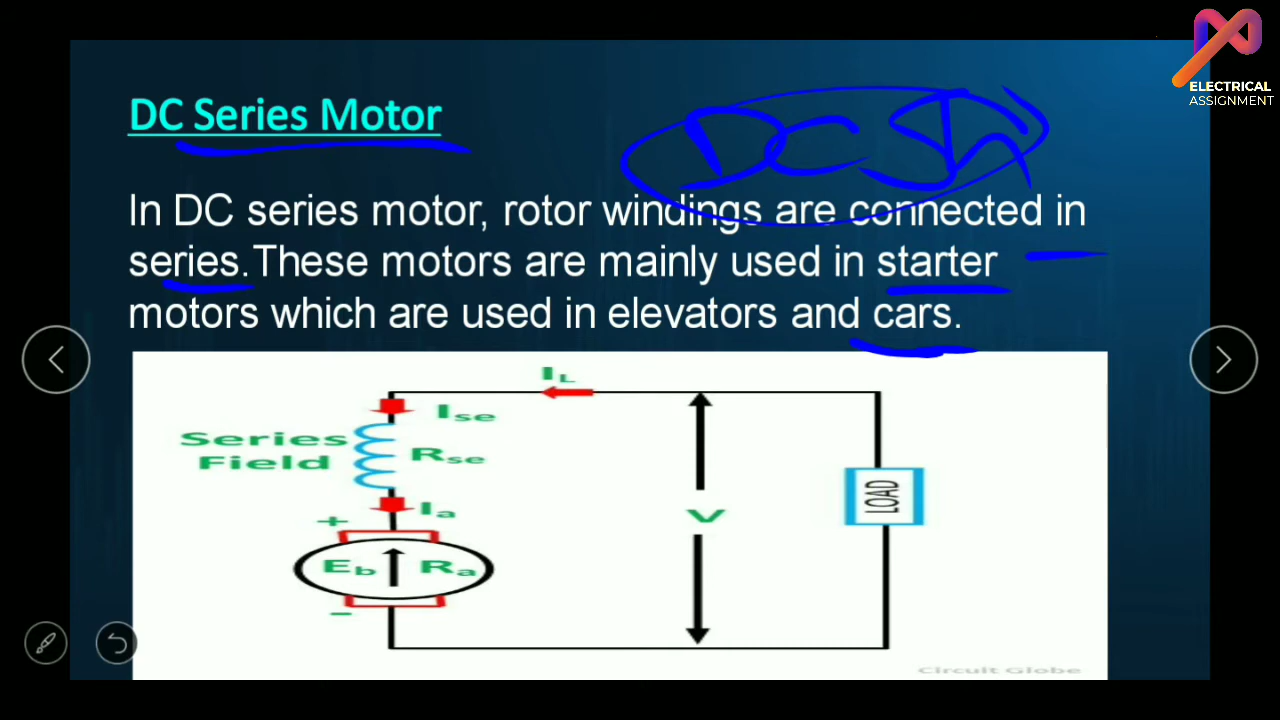 ELECTRICAL
ASSIGNMENT
DC Series Motor
DC Sh
In DC series motor, rotor windings are connected in
series.These motors are mainly used in starter
motors which are used in elevators and cars.
IL
Ise
Series
Field
Rse
Ia
+
V
LOAD
Eb
Ra
-
Circuit Globe